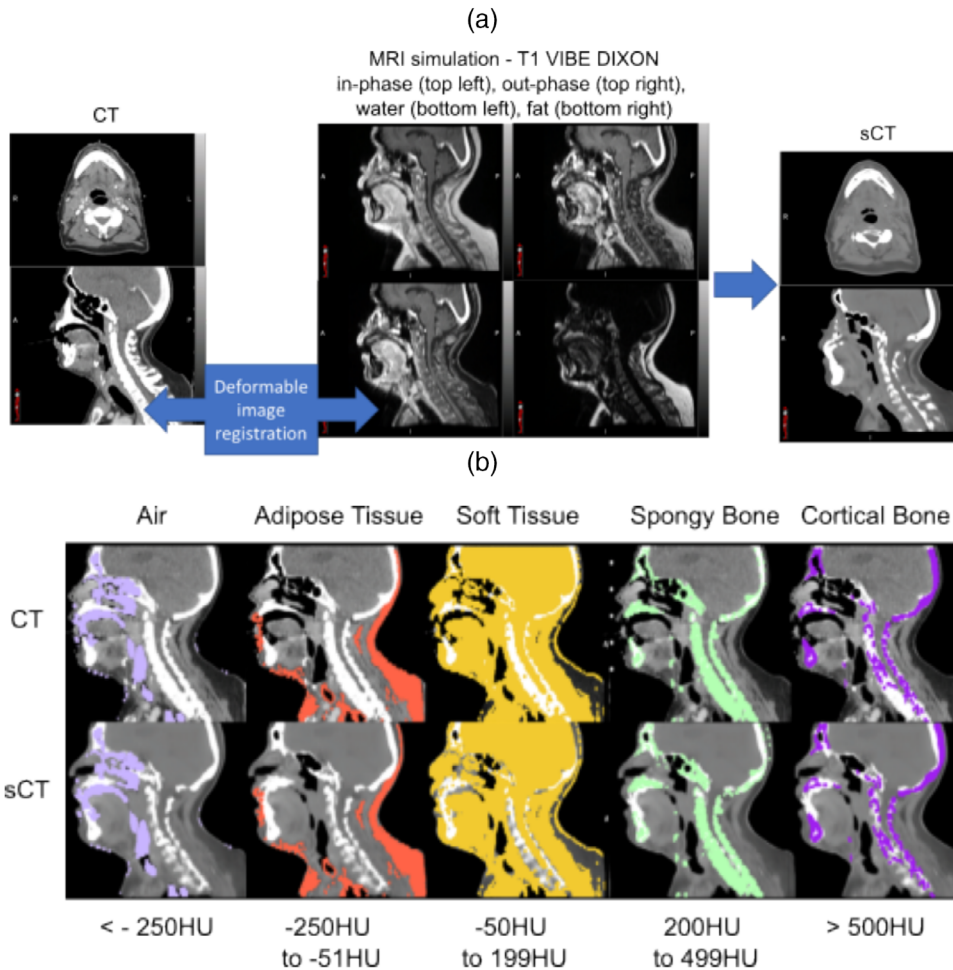 (a)
MRI simulation - T1 VIBE DIXON
in-phase (top left), out-phase (top right),
water (bottom left), fat (bottom right)
CT
sCT
R
L
A
P
A
P
R
A
P
A
P
A
P
A
P
A
I
I
Deformable
image
registration
(b)
Air
Adipose Tissue
Soft Tissue
Spongy Bone
Cortical Bone
CT
sCT
< - 250HU
-250HU
to -51HU
-50HU
to 199HU
200HU
to 499HU
> 500HU